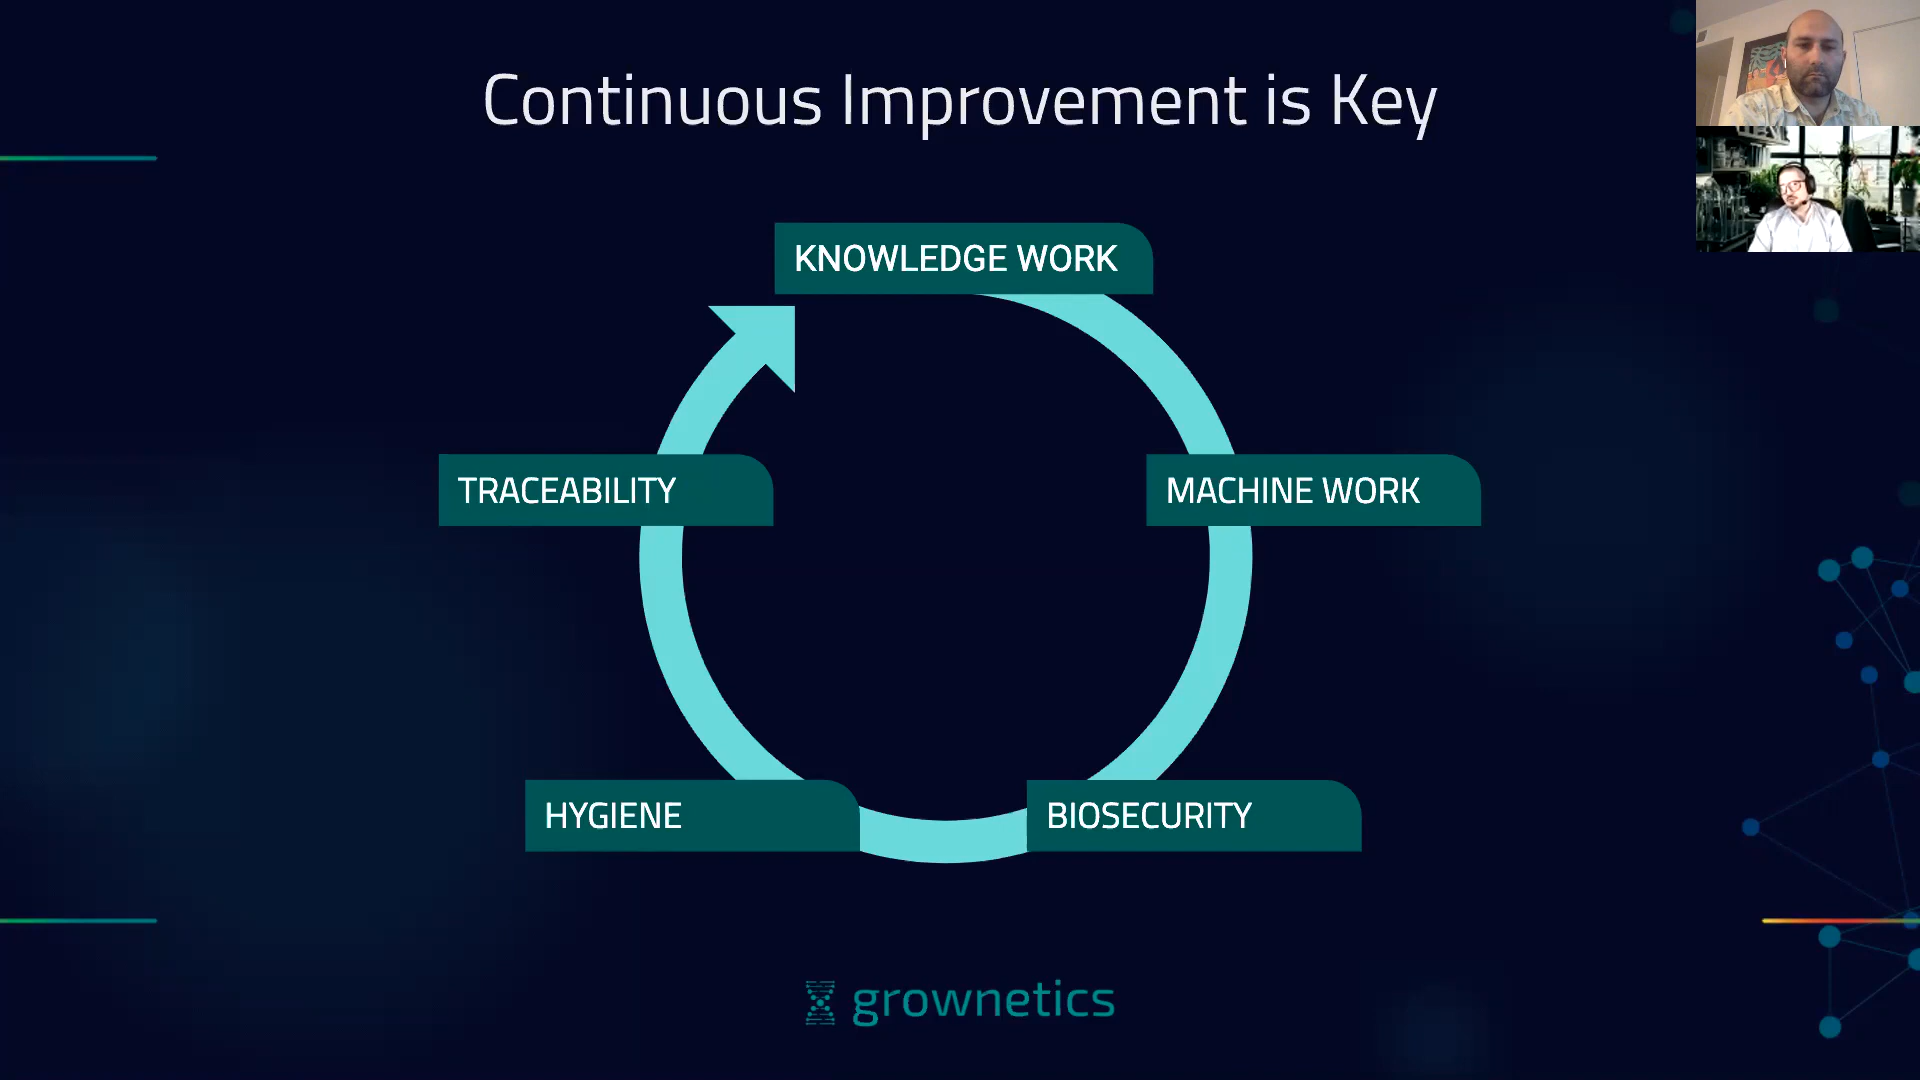 Continuous Improvement is Key
KNOWLEDGE WORK
TRACEABILITY
MACHINE WORK
HYGIENE
BIOSECURITY
grownetics